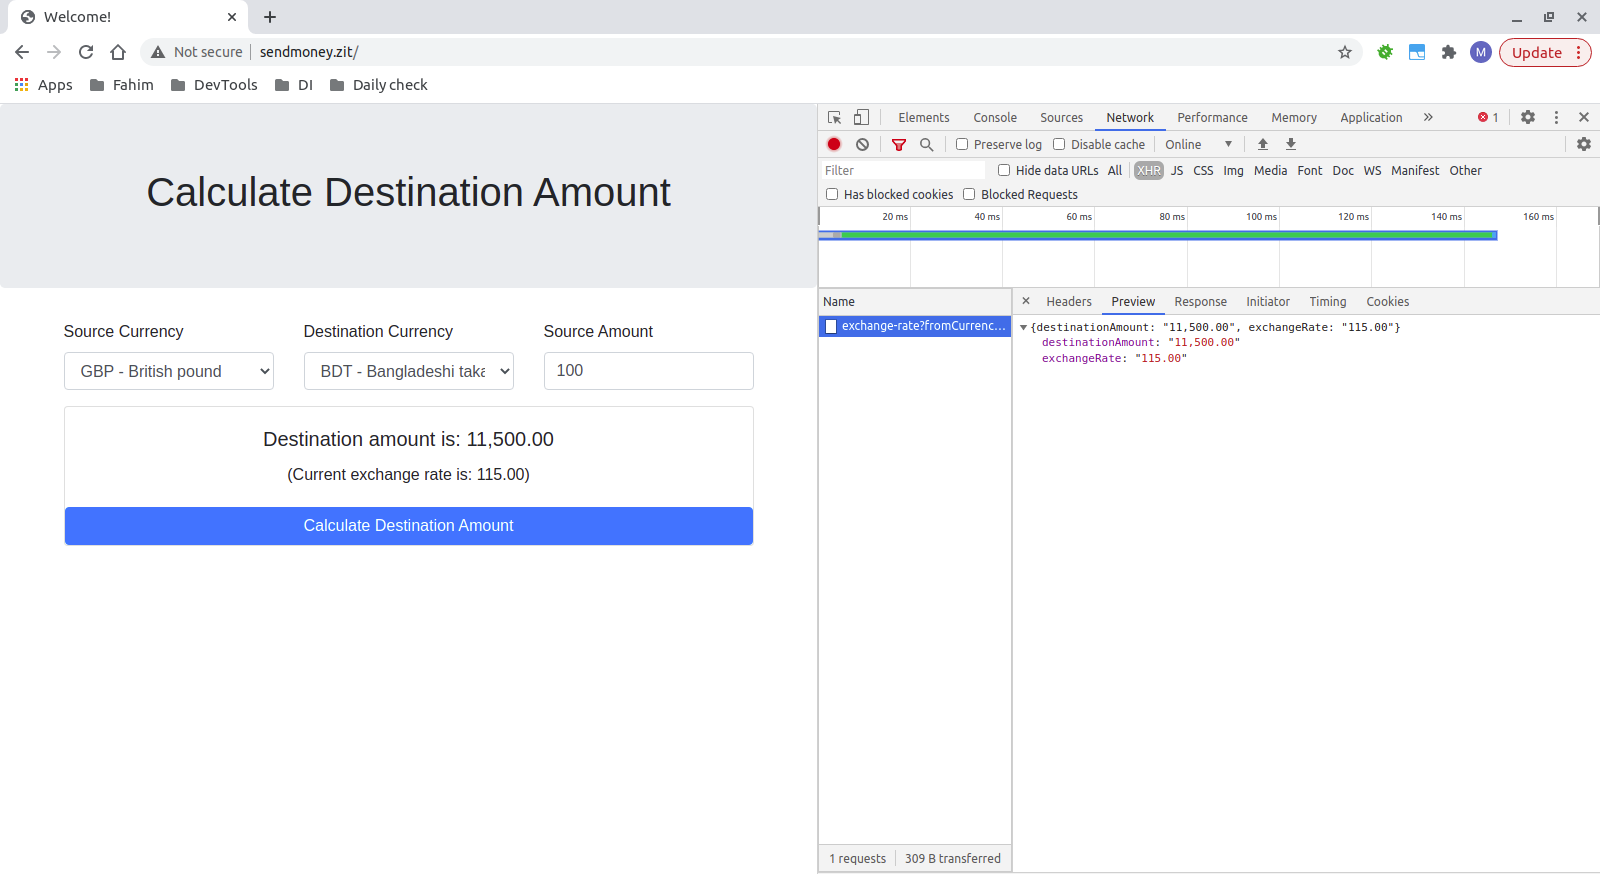 Welcome!
Not secure sendmoney.zit/
M Update
Apps Fahim DevTools DI Daily check
Elements Console Sources Network Performance Memory Application » 1
Preserve log Disable cache Online
Filter Hide data URLs All XHR JS CSS Img Media Font Doc WS Manifest Other
Has blocked cookies Blocked Requests
20 ms 40 ms 60 ms 80 ms 100 ms 120 ms 140 ms 160 ms
Calculate Destination Amount
Source Currency Destination Currency Source Amount
GBP - British pound BDT - Bangladeshi taka 100
Destination amount is: 11,500.00
(Current exchange rate is: 115.00)
Calculate Destination Amount
Name
exchange-rate?fromCurrenc...
Headers Preview Response Initiator Timing Cookies
{destinationAmount: "11,500.00", exchangeRate: "115.00"}
destinationAmount: "11,500.00"
exchangeRate: "115.00"
1 requests 309 B transferred